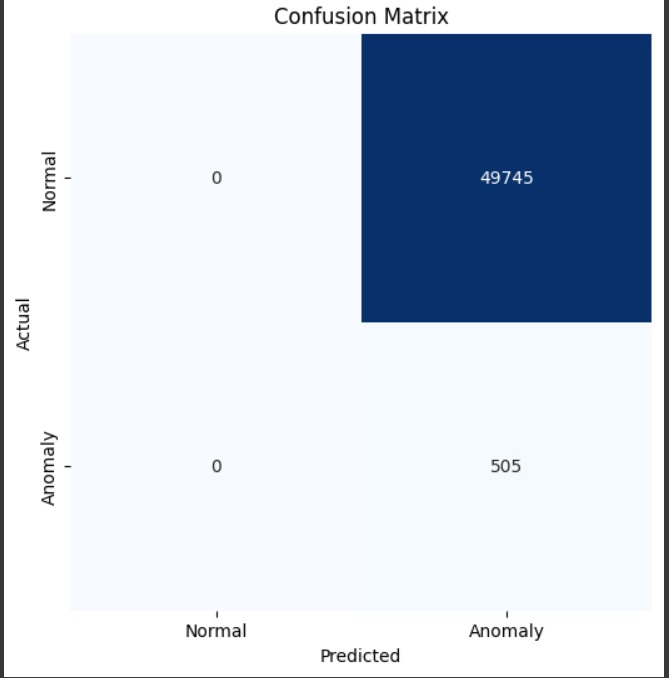 Confusion Matrix
Normal
0
49745
Actual
Anomaly
0
505
Normal
Anomaly
Predicted